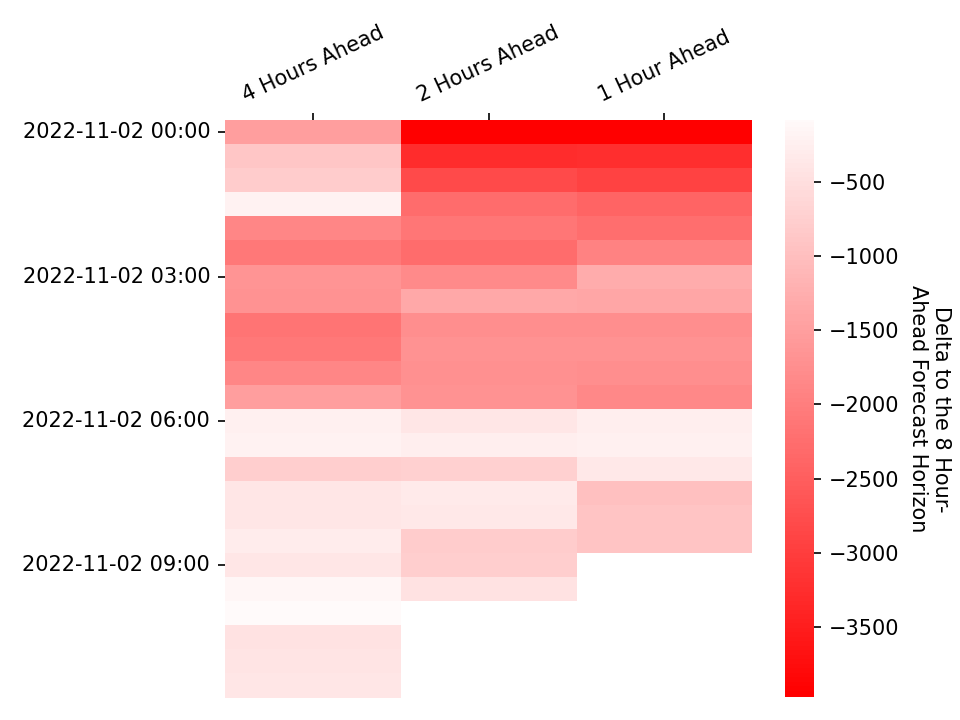 4 Hours Ahead
2 Hours Ahead
1 Hour Ahead
2022-11-02 00:00
2022-11-02 03:00
2022-11-02 06:00
2022-11-02 09:00
−500
−1000
−1500
−2000
−2500
−3000
−3500
Delta to the 8 Hour-
Ahead Forecast Horizon